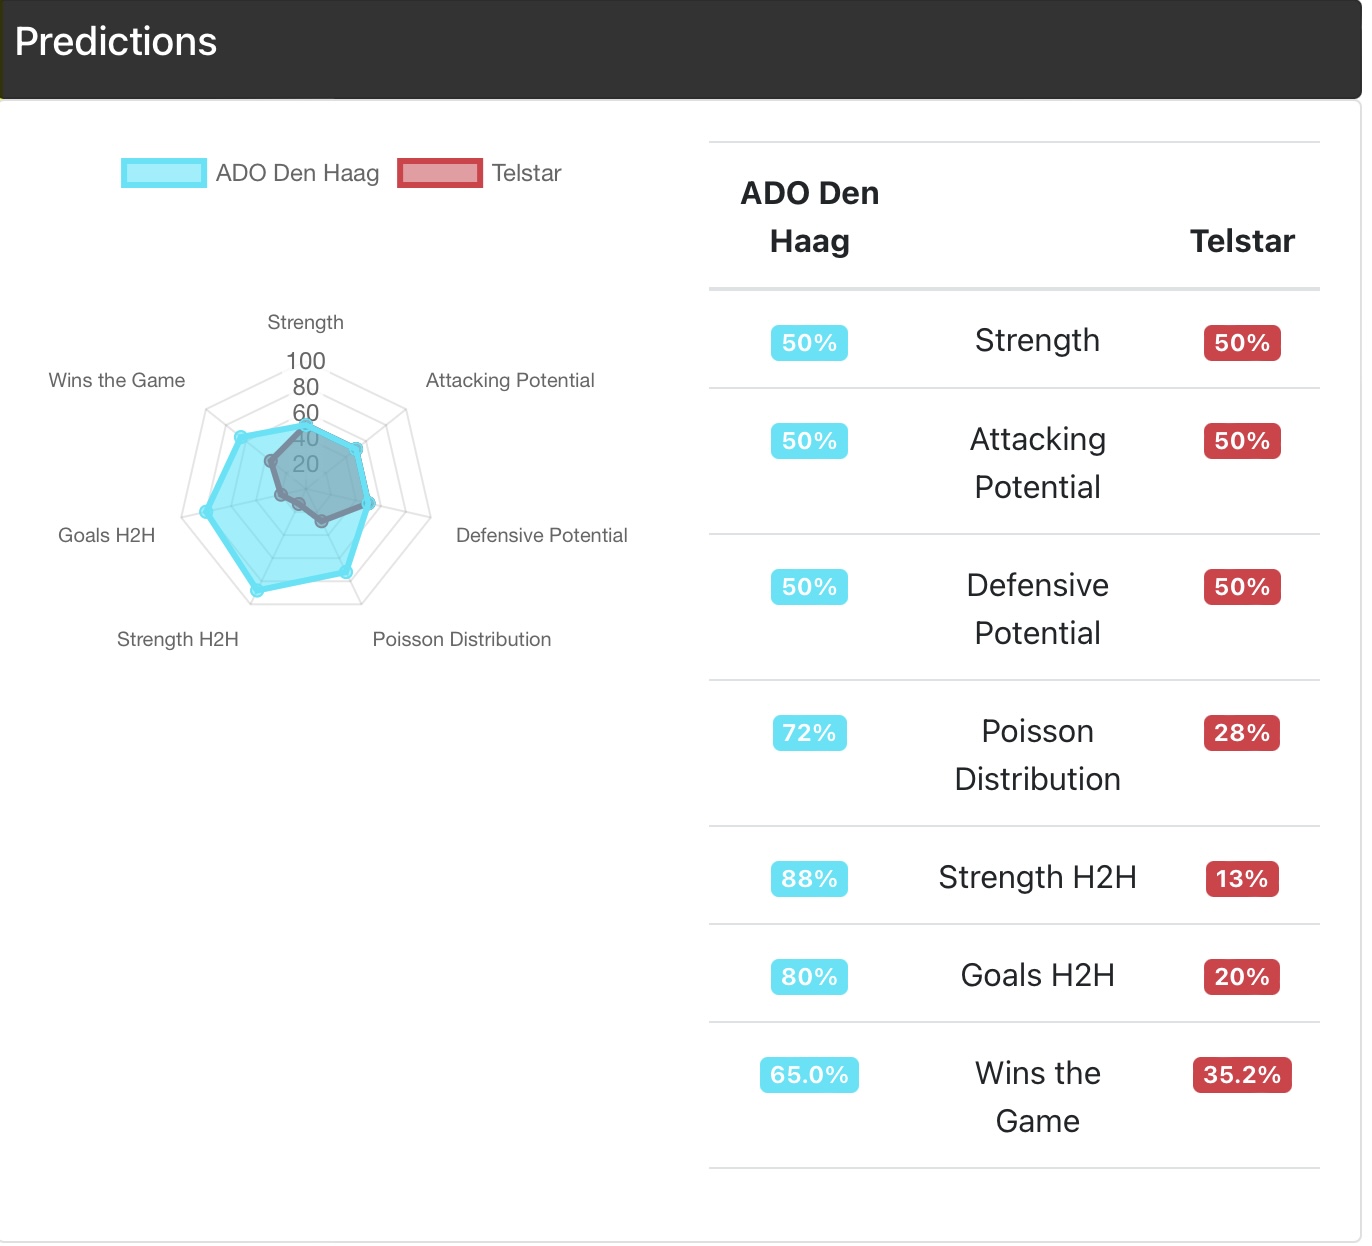 Predictions
ADO Den Haag
Telstar
Strength
100
80
60
40
20
Wins the Game
Attacking Potential
Goals H2H
Defensive Potential
Strength H2H
Poisson Distribution
ADO Den
Haag
Telstar
50%
Strength
50%
50%
Attacking
Potential
50%
50%
Defensive
Potential
50%
72%
Poisson
Distribution
28%
88%
Strength H2H
13%
80%
Goals H2H
20%
65.0%
Wins the
Game
35.2%